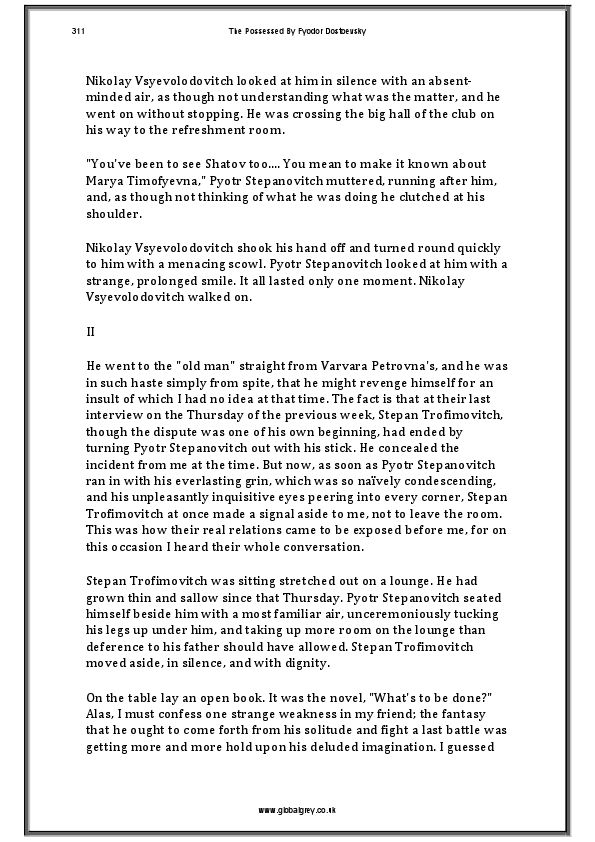 311
The Possessed By Fyodor Dostoevsky
Nikolay Vsyevolodovitch looked at him in silence with an absent-
minded air, as though not understanding what was the matter, and he
went on without stopping. He was crossing the big hall of the club on
his way to the refreshment room.
"You've been to see Shatov too.... You mean to make it known about
Marya Timofyevna," Pyotr Stepanovitch muttered, running after him,
and, as though not thinking of what he was doing he clutched at his
shoulder.
Nikolay Vsyevolodovitch shook his hand off and turned round quickly
to him with a menacing scowl. Pyotr Stepanovitch looked at him with a
strange, prolonged smile. It all lasted only one moment. Nikolay
Vsyevolodovitch walked on.
II
He went to the "old man" straight from Varvara Petrovna's, and he was
in such haste simply from spite, that he might revenge himself for an
insult of which I had no idea at that time. The fact is that at their last
interview on the Thursday of the previous week, Stepan Trofimovitch,
though the dispute was one of his own beginning, had ended by
turning Pyotr Stepanovitch out with his stick. He concealed the
incident from me at the time. But now, as soon as Pyotr Stepanovitch
ran in with his everlasting grin, which was so naïvely condescending,
and his unpleasantly inquisitive eyes peering into every corner, Stepan
Trofimovitch at once made a signal aside to me, not to leave the room.
This was how their real relations came to be exposed before me, for on
this occasion I heard their whole conversation.
Stepan Trofimovitch was sitting stretched out on a lounge. He had
grown thin and sallow since that Thursday. Pyotr Stepanovitch seated
himself beside him with a most familiar air, unceremoniously tucking
his legs up under him, and taking up more room on the lounge than
deference to his father should have allowed. Stepan Trofimovitch
moved aside, in silence, and with dignity.
On the table lay an open book. It was the novel, "What's to be done?"
Alas, I must confess one strange weakness in my friend; the fantasy
that he ought to come forth from his solitude and fight a last battle was
getting more and more hold upon his deluded imagination. I guessed
www.globalgrey.co.uk